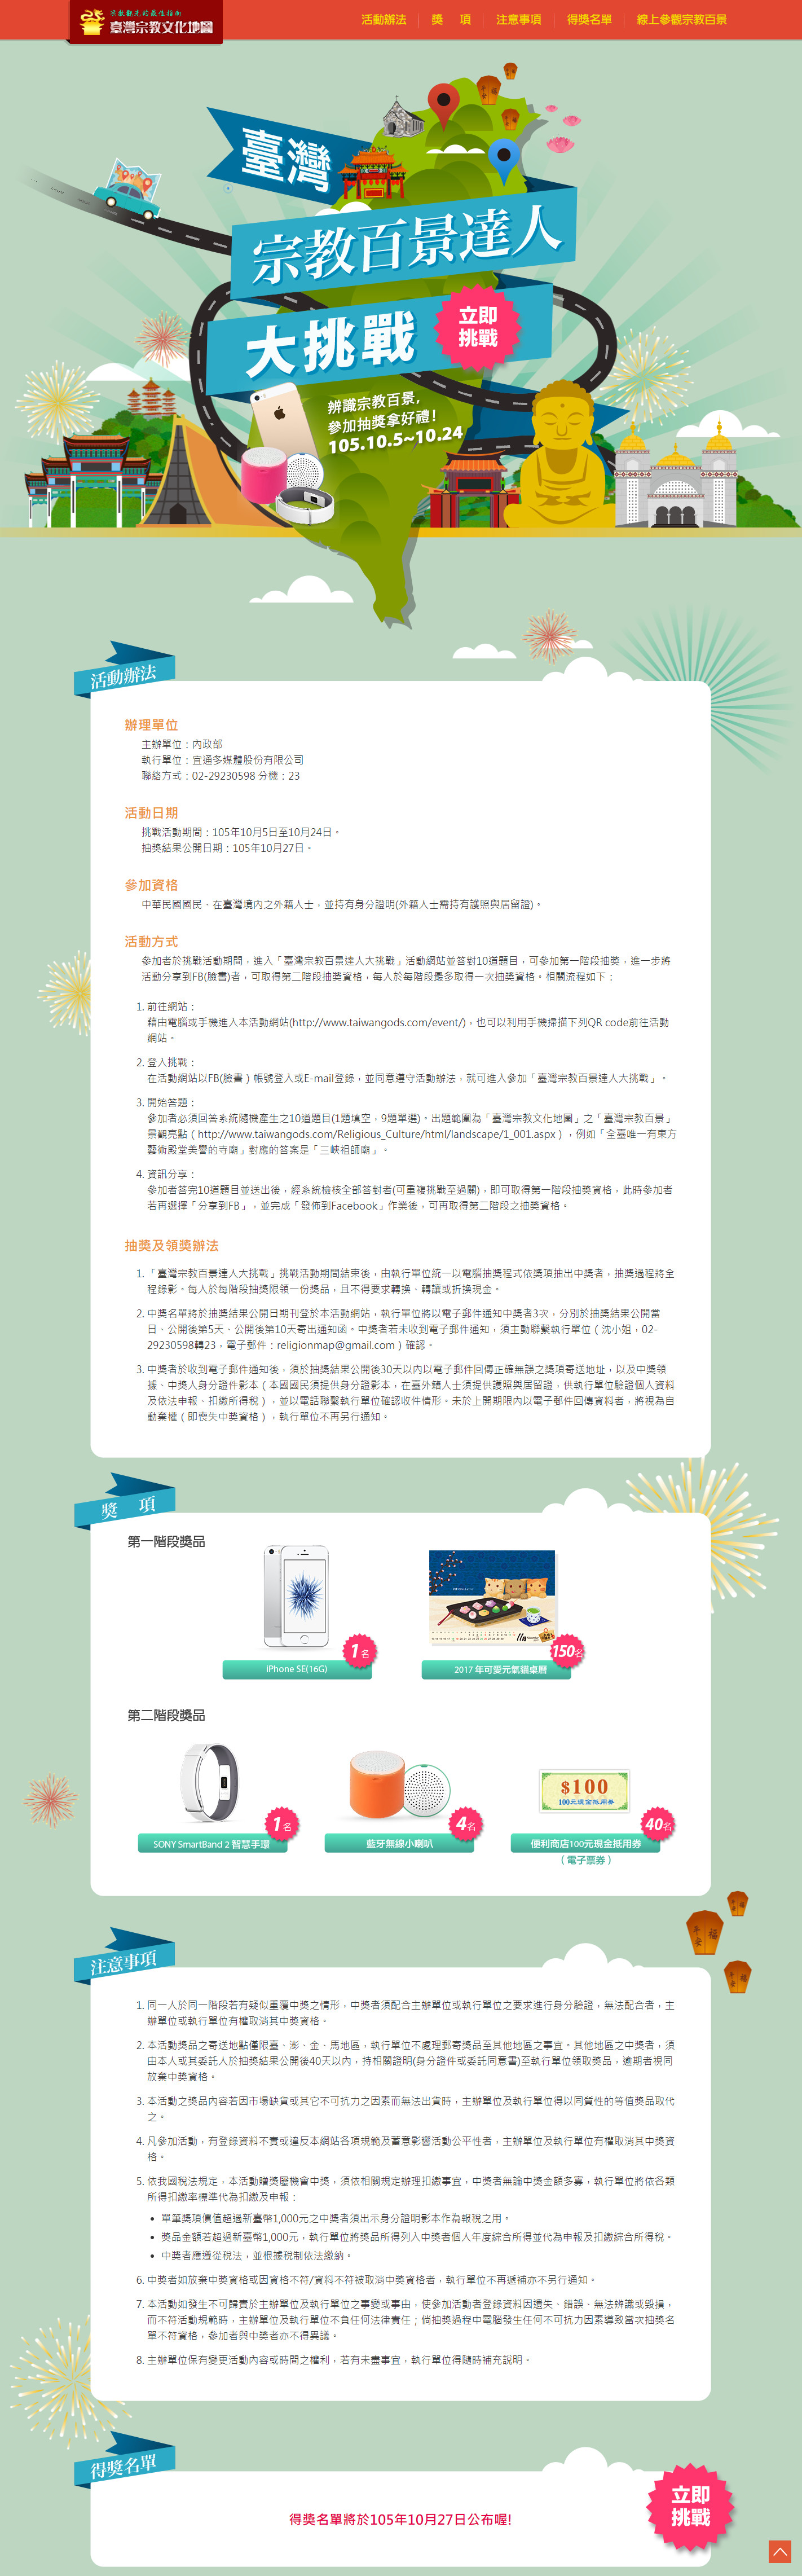 宗教觀光的最佳指南
臺灣宗教文化地圖
活動辦法
獎 項
注意事項
得獎名單
線上參觀宗教百景
臺灣
宗教百景達人
大挑戰
立即
挑戰
辨識宗教百景,
參加抽獎拿好禮!
105.10.5~10.24
活動辦法
辦理單位
主辦單位：內政部
執行單位：宜通多媒體股份有限公司
聯絡方式：02-29230598 分機：23
活動日期
挑戰活動期間：105年10月5日至10月24日。
抽獎結果公開日期：105年10月27日。
參加資格
中華民國國民、在臺灣境內之外籍人士，並持有身分證明(外籍人士需持有護照與居留證)。
活動方式
參加者於挑戰活動期間，進入「臺灣宗教百景達人大挑戰」活動網站並答對10道題目，可參加第一階段抽獎，進一步將
活動分享到FB(臉書)者，可取得第二階段抽獎資格，每人於每階段最多取得一次抽獎資格。相關流程如下：
1. 前往網站：
藉由電腦或手機進入本活動網站(http://www.taiwangods.com/event/)，也可以利用手機掃描下列QR code前往活動
網站。
2. 登入挑戰：
在活動網站以FB(臉書）帳號登入或E-mail登錄，並同意遵守活動辦法，就可進入參加「臺灣宗教百景達人大挑戰」。
3. 開始答題：
參加者必須回答系統隨機產生之10道題目(1題填空，9題單選)。出題範圍為「臺灣宗教文化地圖」之「臺灣宗教百景」
景觀亮點（http://www.taiwangods.com/Religious_Culture/html/landscape/1_001.aspx），例如「全臺唯一有東方
藝術殿堂美譽的寺廟」對應的答案是「三峽祖師廟」。
4. 資訊分享：
參加者答完10道題目並送出後，經系統檢核全部答對者(可重複挑戰至過關)，即可取得第一階段抽獎資格，此時參加者
若再選擇「分享到FB」，並完成「發佈到Facebook」作業後，可再取得第二階段之抽獎資格。
抽獎及領獎辦法
1. 「臺灣宗教百景達人大挑戰」挑戰活動期間結束後，由執行單位統一以電腦抽獎程式依獎項抽出中獎者，抽獎過程將全
程錄影。每人於每階段抽獎限領一份獎品，且不得要求轉換、轉讓或折換現金。
2. 中獎名單將於抽獎結果公開日期刊登於本活動網站，執行單位將以電子郵件通知中獎者3次，分別於抽獎結果公開當
日、公開後第5天、公開後第10天寄出通知函。中獎者若未收到電子郵件通知，須主動聯繫執行單位（沈小姐，02-
29230598轉23，電子郵件：religionmap@gmail.com）確認。
3. 中獎者於收到電子郵件通知後，須於抽獎結果公開後30天以內以電子郵件回傳正確無誤之獎項寄送地址，以及中獎領
據、中獎人身分證件影本（本國國民須提供身分證影本，在臺外籍人士須提供護照與居留證，供執行單位驗證個人資料
及依法申報、扣繳所得稅），並以電話聯繫執行單位確認收件情形。未於上開期限內以電子郵件回傳資料者，將視為自
動棄權（即喪失中獎資格），執行單位不再另行通知。
獎 項
第一階段獎品
1名
iPhone SE(16G)
150名
2017 年可愛元氣貓桌曆
第二階段獎品
1名
SONY SmartBand 2 智慧手環
4名
藍牙無線小喇叭
$100
100元現金抵用券
40名
便利商店100元現金抵用券
（電子票券）
注意事項
1. 同一人於同一階段若有疑似重覆中獎之情形，中獎者須配合主辦單位或執行單位之要求進行身分驗證，無法配合者，主
辦單位或執行單位有權取消其中獎資格。
2. 本活動獎品之寄送地點僅限臺、澎、金、馬地區，執行單位不處理郵寄獎品至其他地區之事宜。其他地區之中獎者，須
由本人或其委託人於抽獎結果公開後40天以內，持相關證明(身分證件或委託同意書)至執行單位領取獎品，逾期者視同
放棄中獎資格。
3. 本活動之獎品內容若因市場缺貨或其它不可抗力之因素而無法出貨時，主辦單位及執行單位得以同質性的等值獎品取代
之。
4. 凡參加活動，有登錄資料不實或違反本網站各項規範及蓄意影響活動公平性者，主辦單位及執行單位有權取消其中獎資
格。
5. 依我國稅法規定，本活動贈獎屬機會中獎，須依相關規定辦理扣繳事宜，中獎者無論中獎金額多寡，執行單位將依各類
所得扣繳率標準代為扣繳及申報：
• 單筆獎項價值超過新臺幣1,000元之中獎者須出示身分證明影本作為報稅之用。
• 獎品金額若超過新臺幣1,000元，執行單位將獎品所得列入中獎者個人年度綜合所得並代為申報及扣繳綜合所得稅。
• 中獎者應遵從稅法，並根據稅制依法繳納。
6. 中獎者如放棄中獎資格或因資格不符/資料不符被取消中獎資格者，執行單位不再遞補亦不另行通知。
7. 本活動如發生不可歸責於主辦單位及執行單位之事變或事由，使參加活動者登錄資料因遺失、錯誤、無法辨識或毀損，
而不符活動規範時，主辦單位及執行單位不負任何法律責任；倘抽獎過程中電腦發生任何不可抗力因素導致當次抽獎名
單不符資格，參加者與中獎者亦不得異議。
8. 主辦單位保有變更活動內容或時間之權利，若有未盡事宜，執行單位得隨時補充說明。
得獎名單
得獎名單將於105年10月27日公布喔!
立即
挑戰